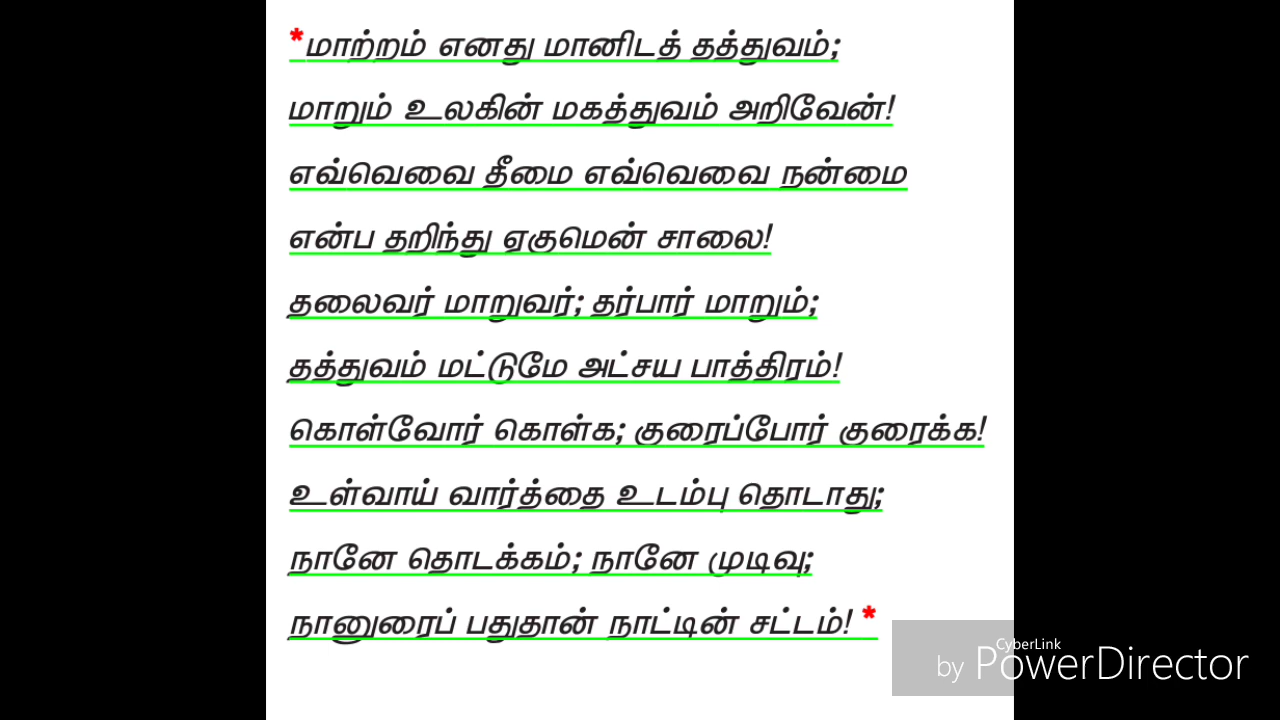 *மாற்றம் எனது மானிடத் தத்துவம்;
மாறும் உலகின் மகத்துவம் அறிவேன்!
எவ்வெவை தீமை எவ்வெவை நன்மை
என்ப தறிந்து ஏகுமென் சாலை!
தலைவர் மாறுவர்; தர்பார் மாறும்;
தத்துவம் மட்டுமே அட்சய பாத்திரம்!
கொள்வோர் கொள்க; குரைப்போர் குரைக்க!
உள்வாய் வார்த்தை உடம்பு தொடாது;
நானே தொடக்கம்; நானே முடிவு;
நானுரைப் பதுதான் நாட்டின் சட்டம்! *
CyberLink
by PowerDirector